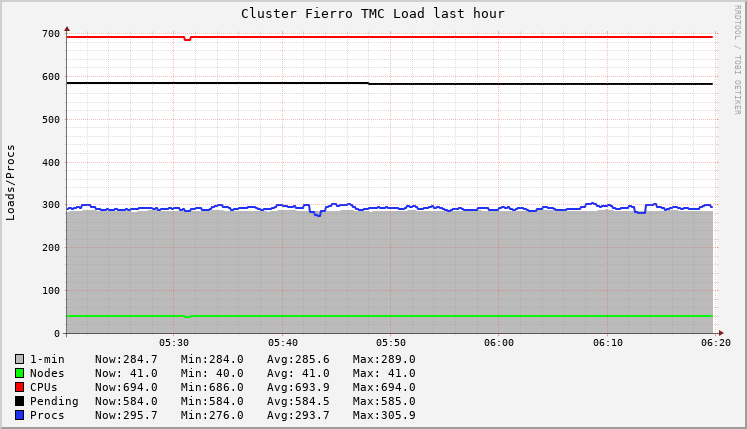 Cluster Fierro TMC Load last hour
RRDTOOL / TOBI OETIKER
Loads/Procs
700
600
500
400
300
200
100
0
05:30 05:40 05:50 06:00 06:10 06:20
1-min Now:284.7 Min:284.0 Avg:285.6 Max:289.0
Nodes Now: 41.0 Min: 40.0 Avg: 41.0 Max: 41.0
CPUs Now:694.0 Min:686.0 Avg:693.9 Max:694.0
Pending Now:584.0 Min:584.0 Avg:584.5 Max:585.0
Procs Now:295.7 Min:276.0 Avg:293.7 Max:305.9